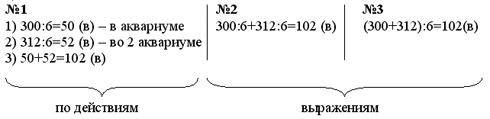 №1 №2 №3
1) 300:6=50 (в) – в аквариуме 300:6+312:6=102 (в) (300+312):6=102(в)
2) 312:6=52 (в) – во 2 аквариуме
3) 50+52=102 (в)
по действиям выражениям